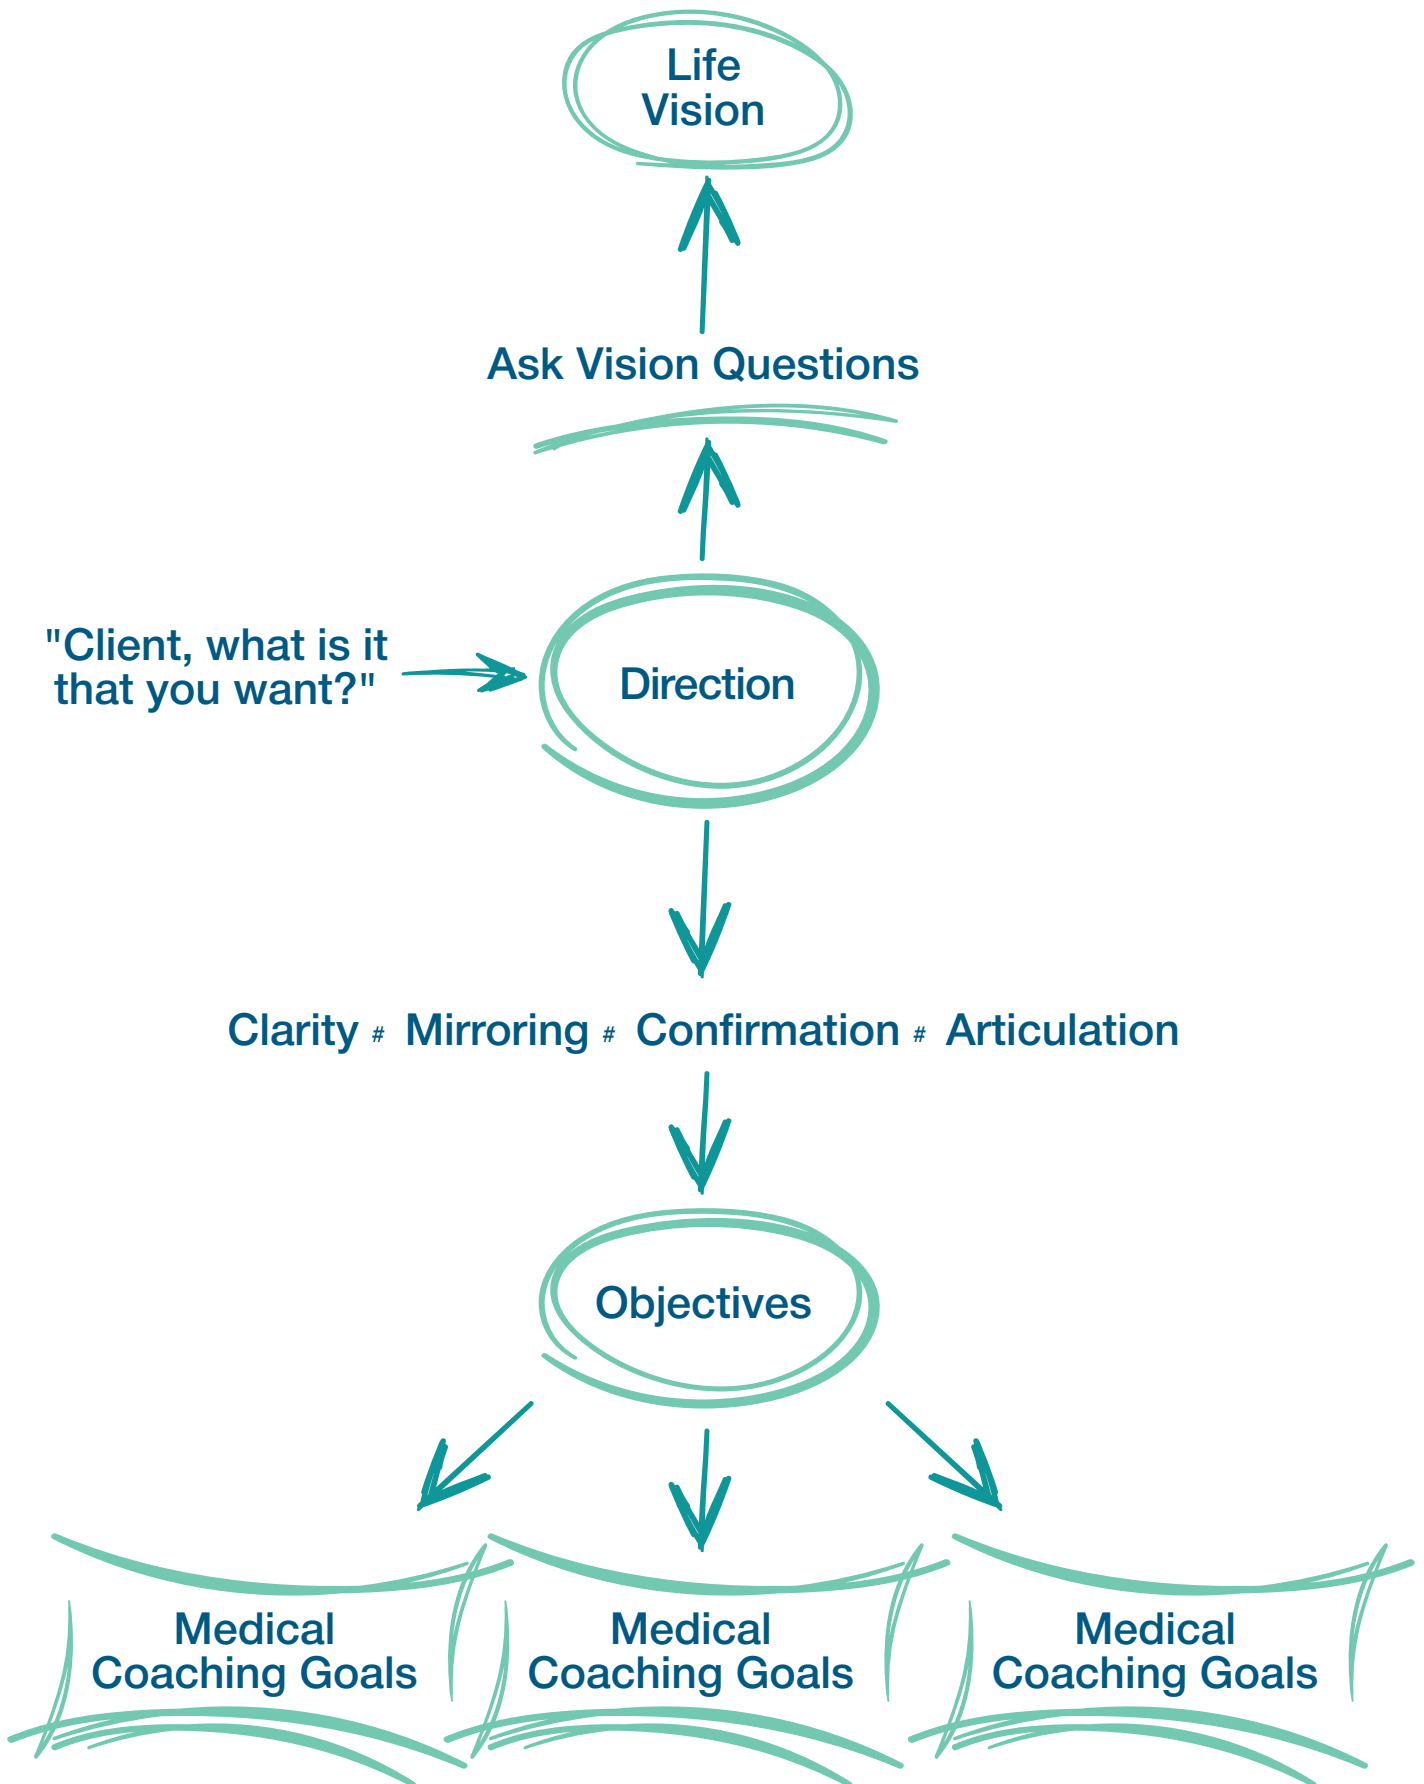 Life
Vision
Ask Vision Questions
"Client, what is it
that you want?"
Direction
Clarity # Mirroring # Confirmation # Articulation
Objectives
Medical
Coaching Goals
Medical
Coaching Goals
Medical
Coaching Goals